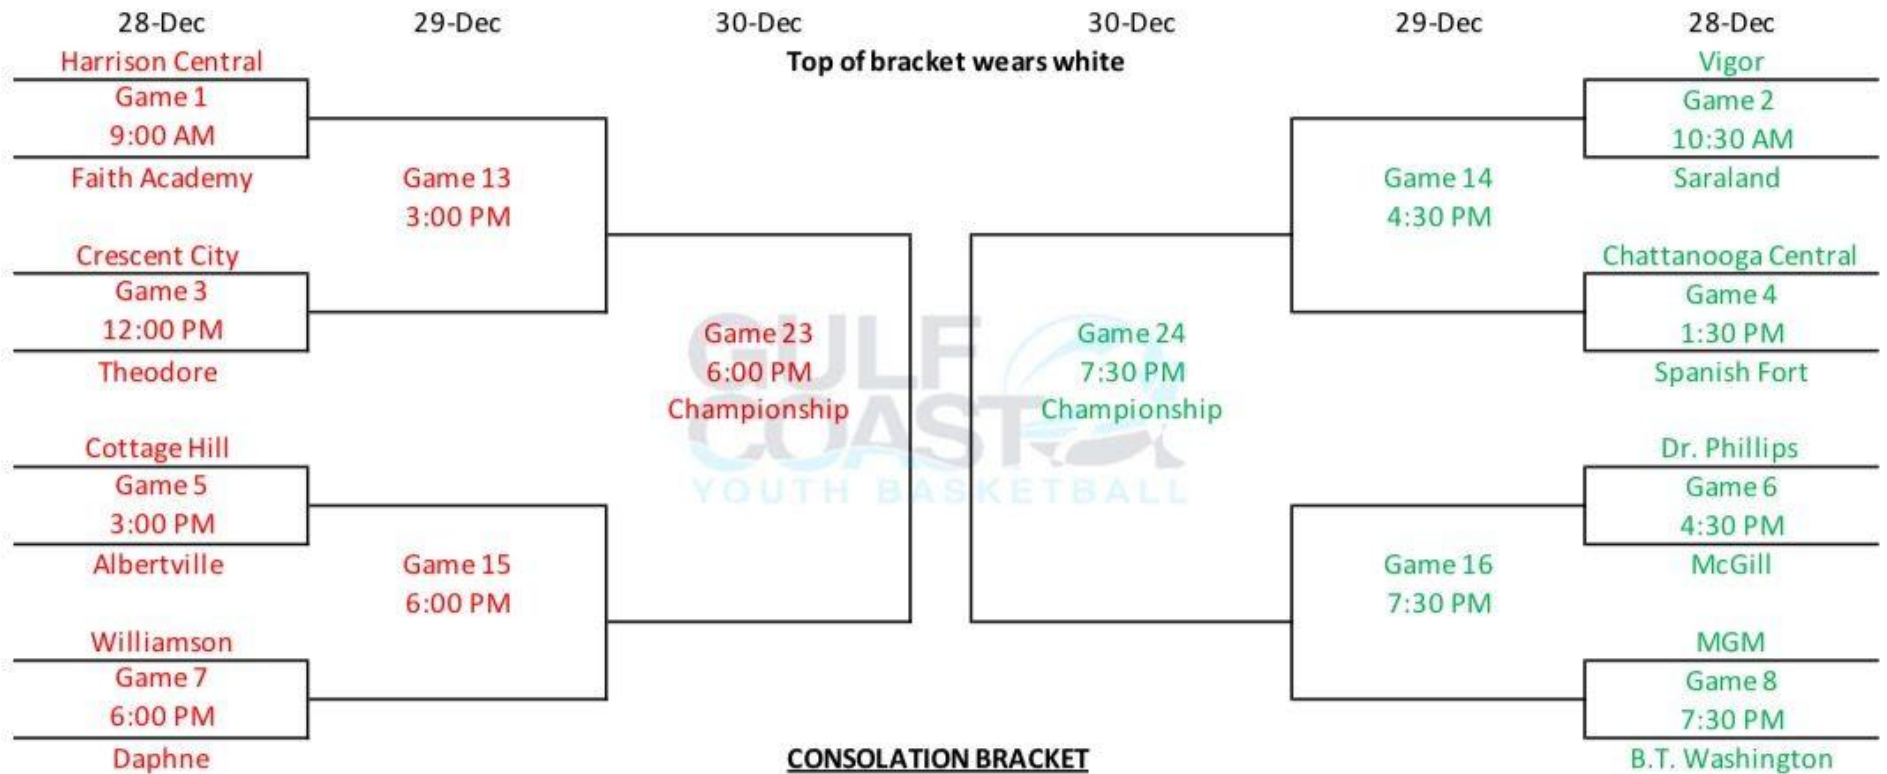 28-Dec 29-Dec 30-Dec 30-Dec 29-Dec 28-Dec
Harrison Central Top of bracket wears white Vigor
Game 1 Game 2
9:00 AM 10:30 AM
Faith Academy Game 13 Game 14 Saraland
3:00 PM 4:30 PM
Crescent City Chattanooga Central
Game 3 Game 4
12:00 PM Game 23 Game 24 1:30 PM
Theodore 6:00 PM 7:30 PM Spanish Fort
Championship Championship
GULF
COAST
YOUTH BASKETBALL
Cottage Hill Dr. Phillips
Game 5 Game 6
3:00 PM 4:30 PM
Albertville Game 15 Game 16 McGill
6:00 PM 7:30 PM
Williamson MGM
Game 7 Game 8
6:00 PM 7:30 PM
Daphne CONSOLATION BRACKET B.T. Washington